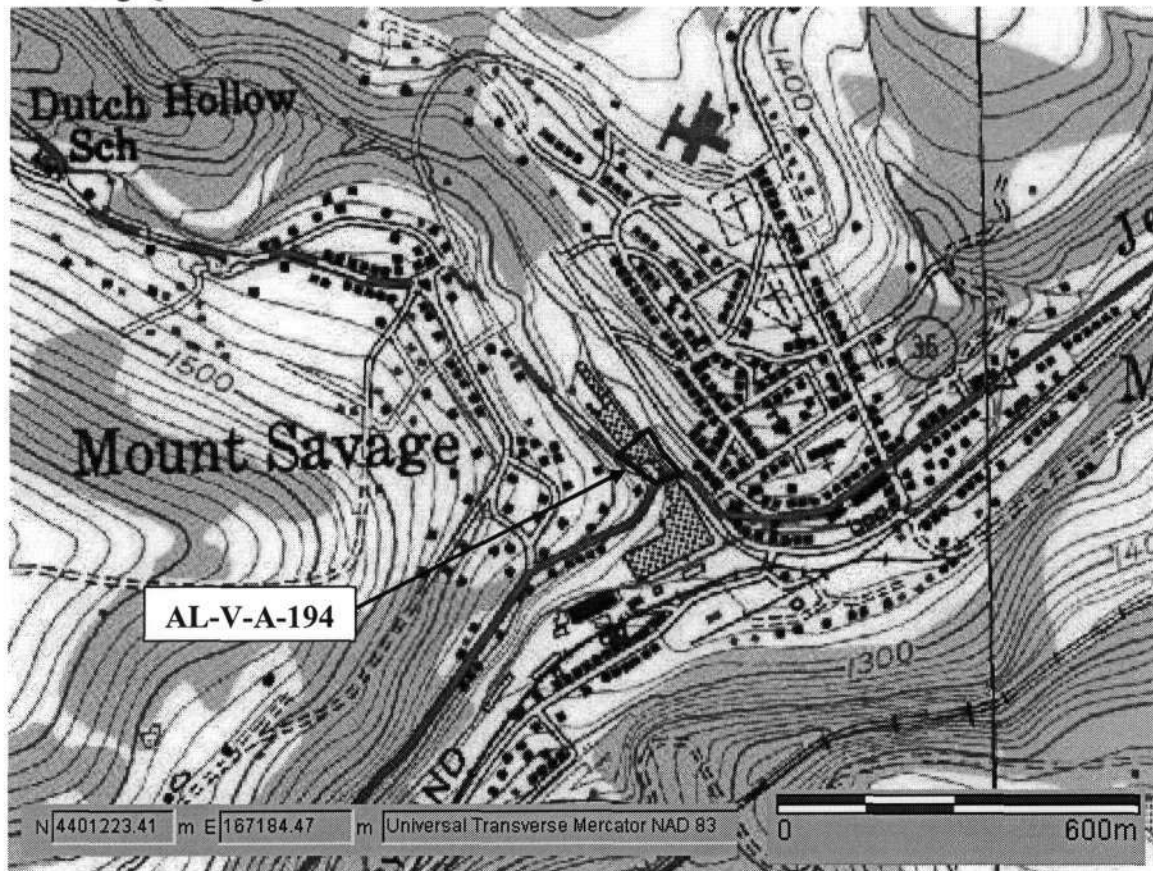 1400
Dutch Hollow
Sch
Je
36
M
1500
Mount Savage
AL-V-A-194
1300
ND
N 4401223.41 m E 167184.47 m Universal Transverse Mercator NAD 83
0 600m